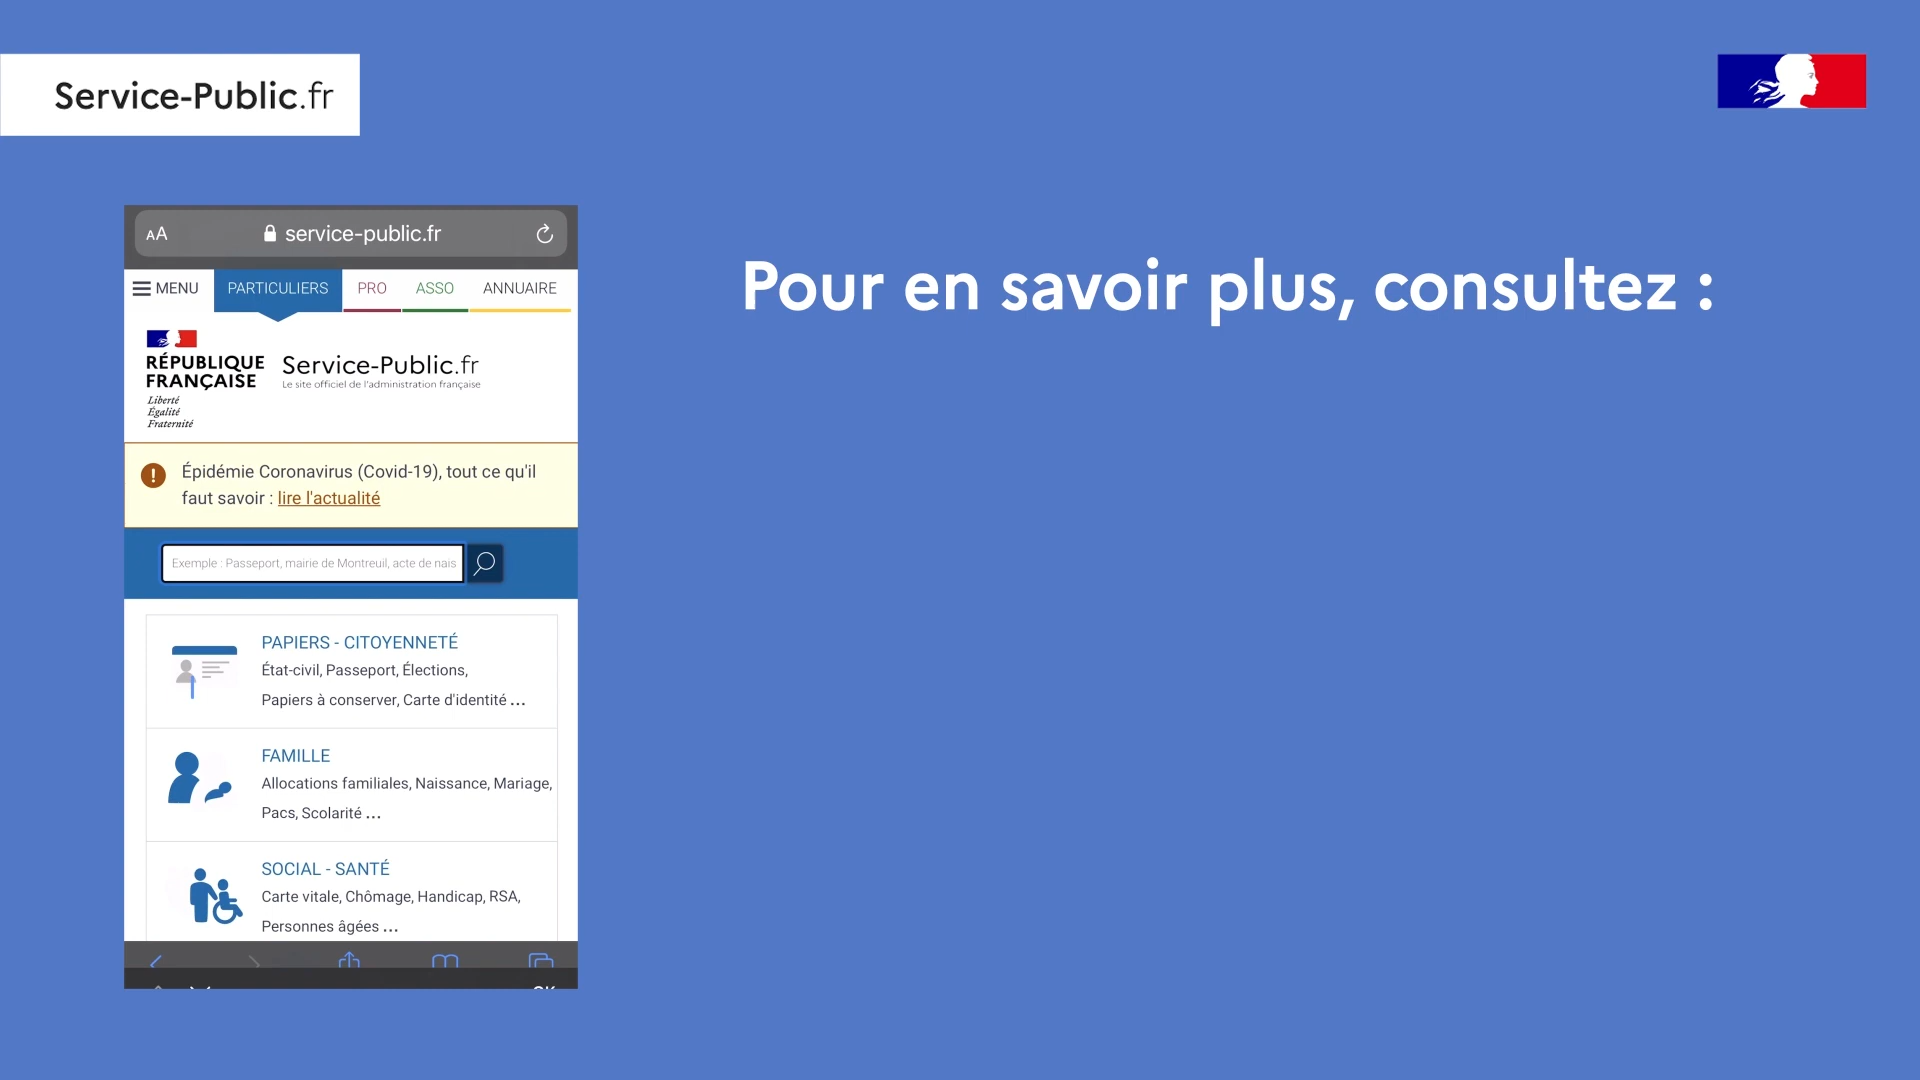 Service-Public.fr
AA
service-public.fr
MENU
PARTICULIERS
PRO
ASSO
ANNUAIRE
RÉPUBLIQUE
FRANÇAISE
Liberté
Égalité
Fraternité
Service-Public.fr
Le site officiel de l'administration française
Épidémie Coronavirus (Covid-19), tout ce qu'il
faut savoir : lire l'actualité
Exemple : Passeport, mairie de Montreuil, acte de nais
PAPIERS - CITOYENNETÉ
État-civil, Passeport, Élections,
Papiers à conserver, Carte d'identité ...
FAMILLE
Allocations familiales, Naissance, Mariage,
Pacs, Scolarité ...
SOCIAL - SANTÉ
Carte vitale, Chômage, Handicap, RSA,
Personnes âgées ...
Pour en savoir plus, consultez :